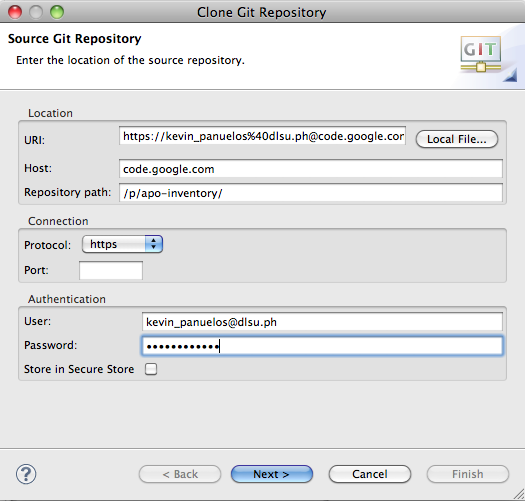 Clone Git Repository
Source Git Repository
Enter the location of the source repository.
GIT
Location
URI: https://kevin_panuelos%40dlsu.ph@code.google.com Local File...
Host: code.google.com
Repository path: /p/apo-inventory/
Connection
Protocol: https
Port:
Authentication
User: kevin_panuelos@dlsu.ph
Password: ••••••••••••
Store in Secure Store
? < Back Next > Cancel Finish